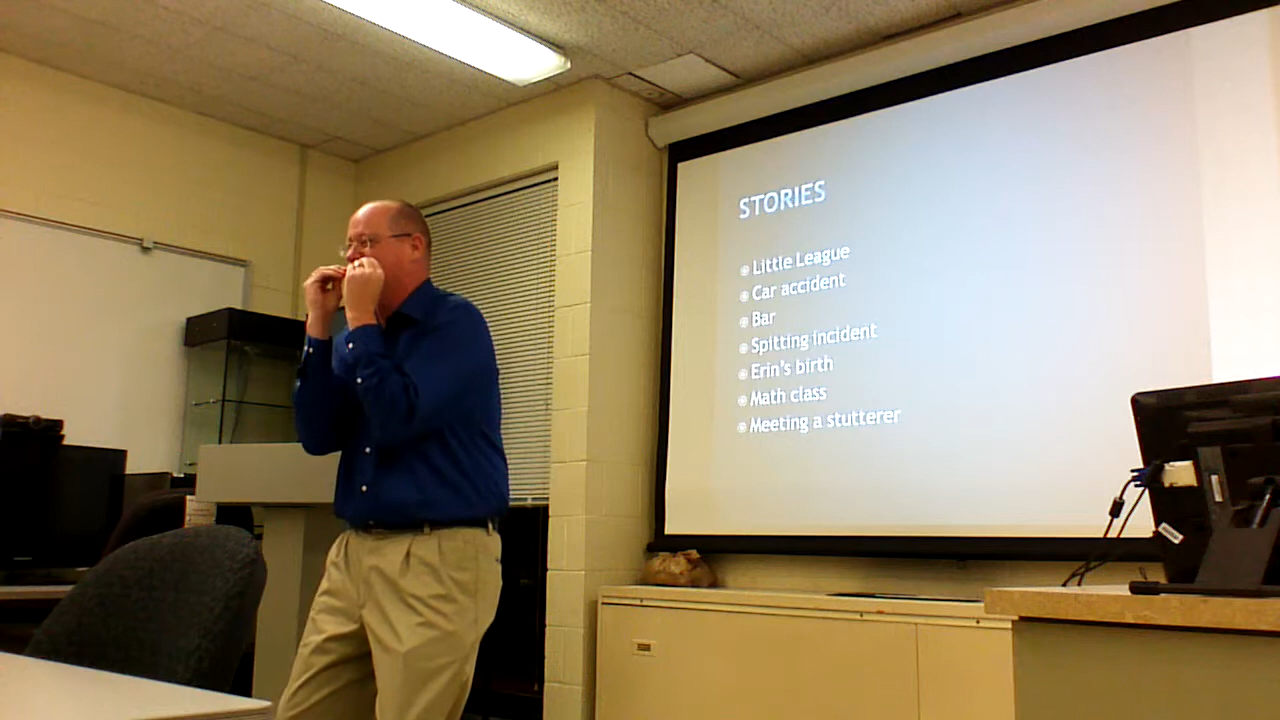 STORIES
Little League
Car accident
Bar
Spitting incident
Erin's birth
Math class
Meeting a stutterer